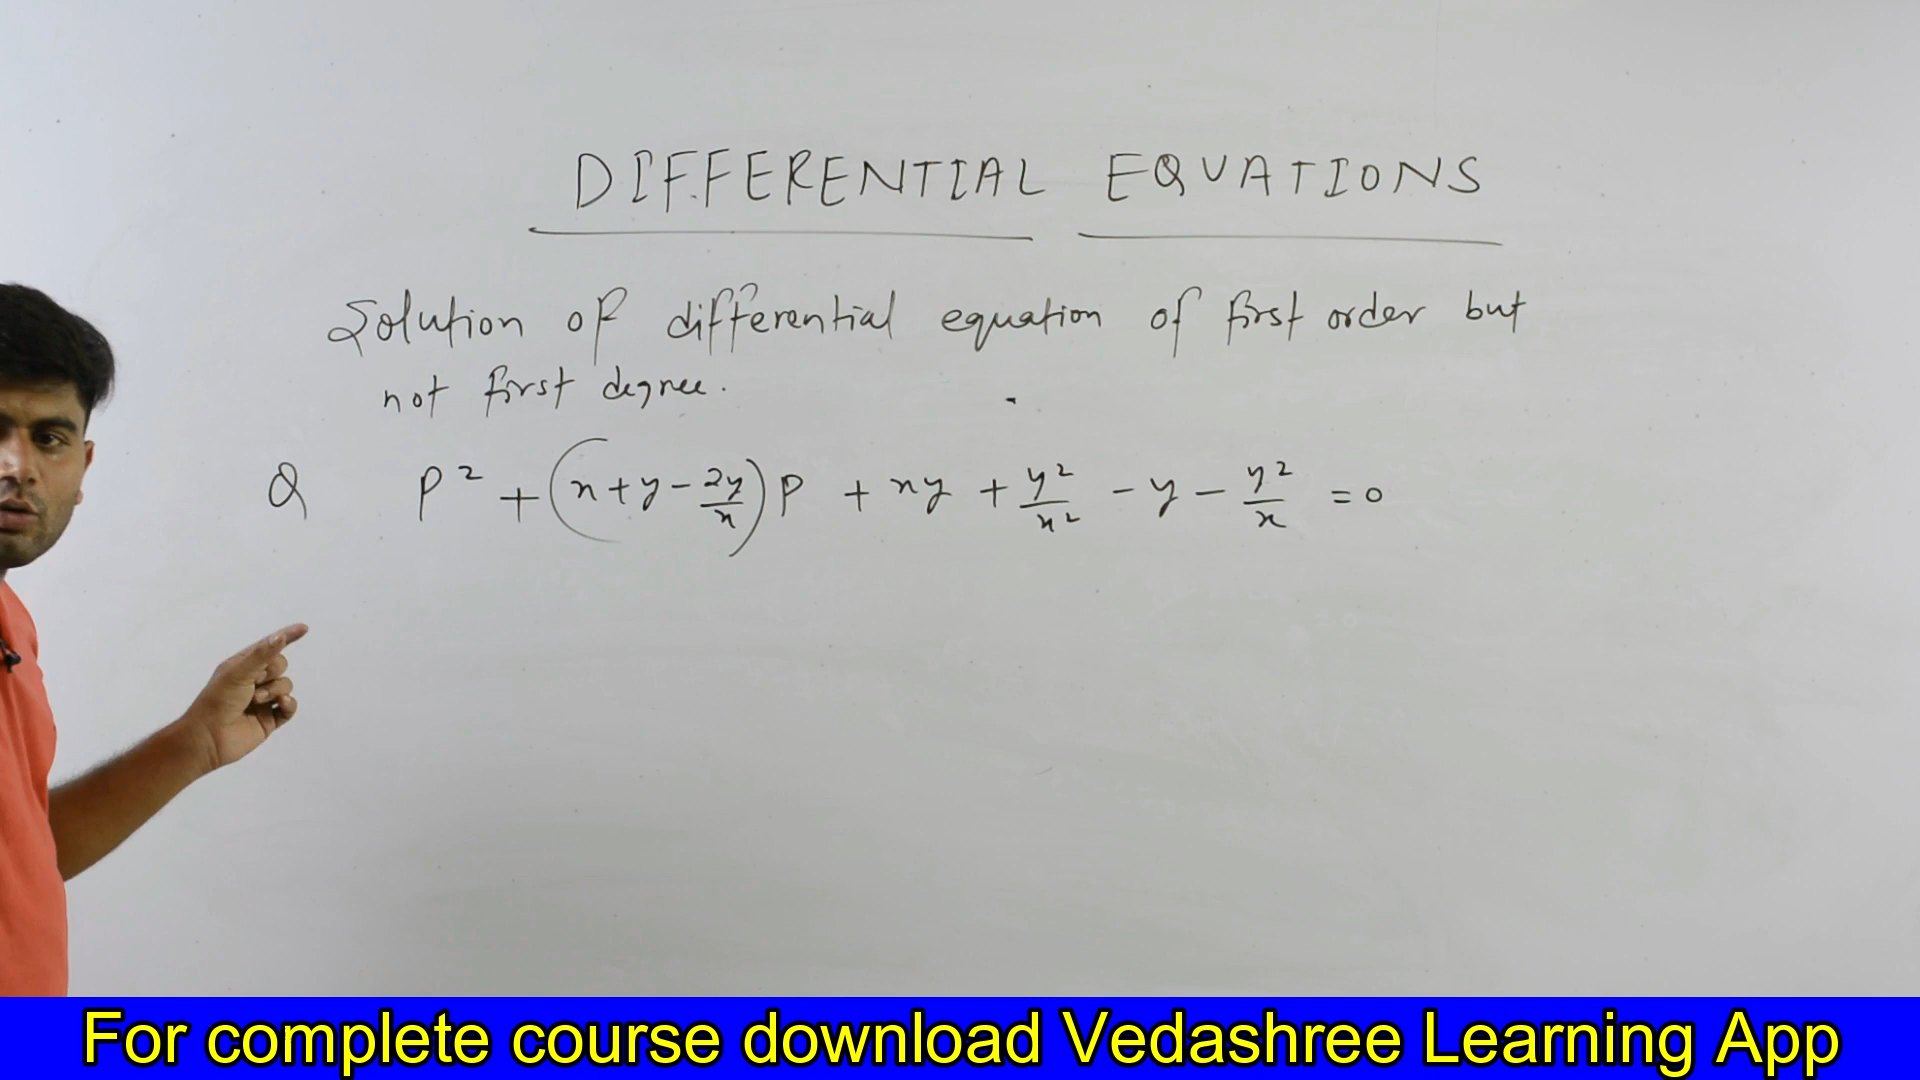 DIFFERENTIAL EQUATIONS
Solution of differential equation of first order but
not first degree.
Q p² + (x+y-2y/x)p + xy + y²/x² - y - y²/x = 0
For complete course download Vedashree Learning App